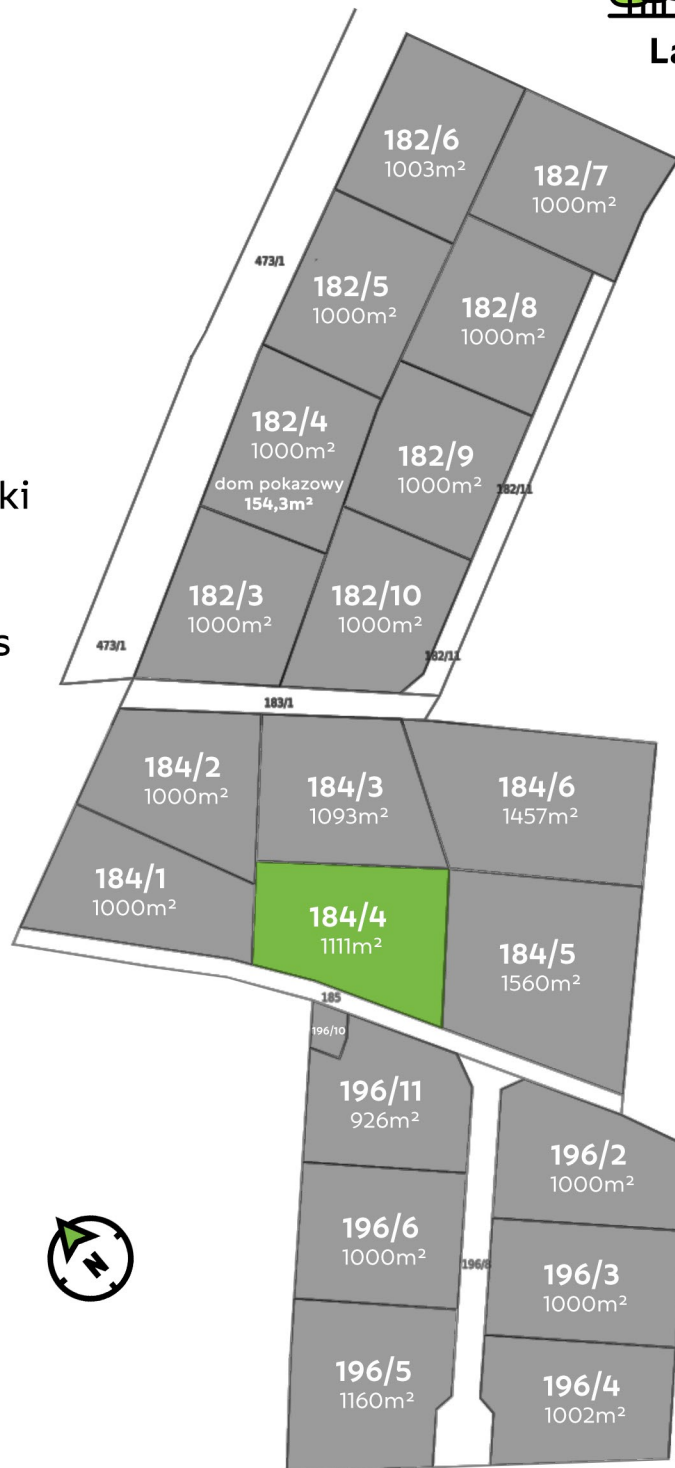 La
182/6
1003m²
182/7
1000m²
473/1
182/5
1000m²
182/8
1000m²
182/4
1000m²
dom pokazowy
154,3m²
182/9
1000m²
ki
182/11
182/3
1000m²
182/10
1000m²
s
473/1
182/11
183/1
184/2
1000m²
184/3
1093m²
184/6
1457m²
184/1
1000m²
184/4
1111m²
184/5
1560m²
185
196/10
196/11
926m²
196/2
1000m²
196/6
1000m²
196/8
196/3
1000m²
N
196/5
1160m²
196/4
1002m²